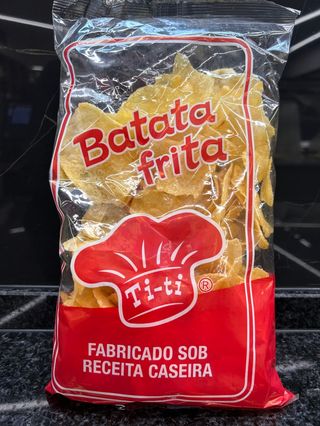 Batata
frita
Ti-ti ®
FABRICADO SOB
RECEITA CASEIRA